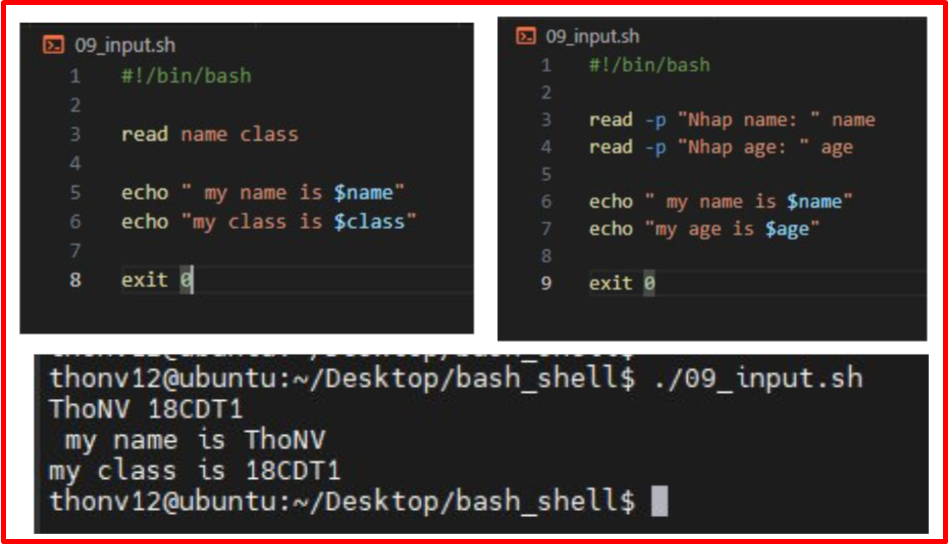 09_input.sh
1 #!/bin/bash
2
3 read name class
4
5 echo " my name is $name"
6 echo "my class is $class"
7
8 exit 0
09_input.sh
1 #!/bin/bash
2
3 read -p "Nhap name: " name
4 read -p "Nhap age: " age
5
6 echo " my name is $name"
7 echo "my age is $age"
8
9 exit 0
thonv12@ubuntu:~/Desktop/bash_shell$
thonv12@ubuntu:~/Desktop/bash_shell$ ./09_input.sh
ThoNV 18CDT1
 my name is ThoNV
my class is 18CDT1
thonv12@ubuntu:~/Desktop/bash_shell$